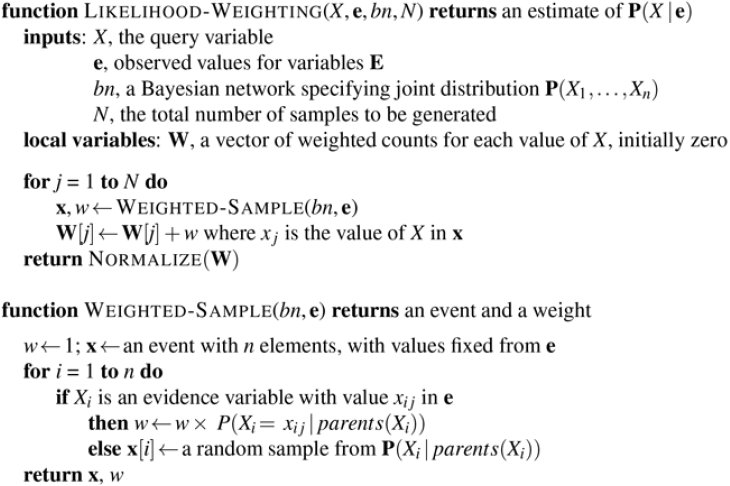 function LIKELIHOOD-WEIGHTING(X, e, bn, N) returns an estimate of P(X | e)
inputs: X, the query variable
e, observed values for variables E
bn, a Bayesian network specifying joint distribution P(X₁, . . . , Xₙ)
N, the total number of samples to be generated
local variables: W, a vector of weighted counts for each value of X, initially zero
for j = 1 to N do
x, w ← WEIGHTED-SAMPLE(bn, e)
W[j] ← W[j] + w where xⱼ is the value of X in x
return NORMALIZE(W)
function WEIGHTED-SAMPLE(bn, e) returns an event and a weight
w ← 1; x ← an event with n elements, with values fixed from e
for i = 1 to n do
if Xᵢ is an evidence variable with value xᵢⱼ in e
then w ← w × P(Xᵢ = xᵢⱼ | parents(Xᵢ))
else x[i] ← a random sample from P(Xᵢ | parents(Xᵢ))
return x, w